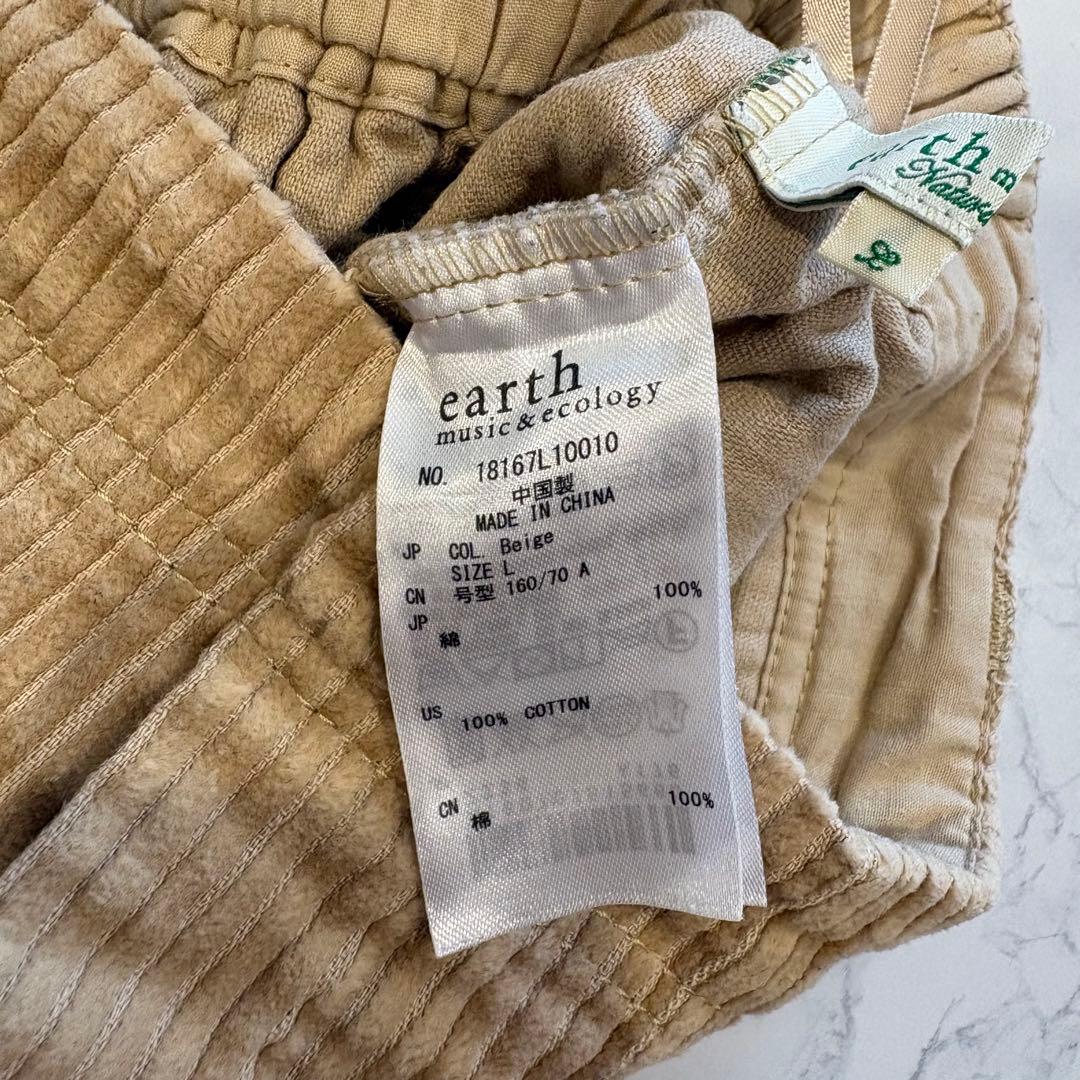 earth m
Natura
L
earth
music & ecology
NO. 18167L10010
中国製
MADE IN CHINA
JP COL. Beige
SIZE L
CN 号型 160/70 A
JP 綿 100%
US 100% COTTON
CN 棉 100%